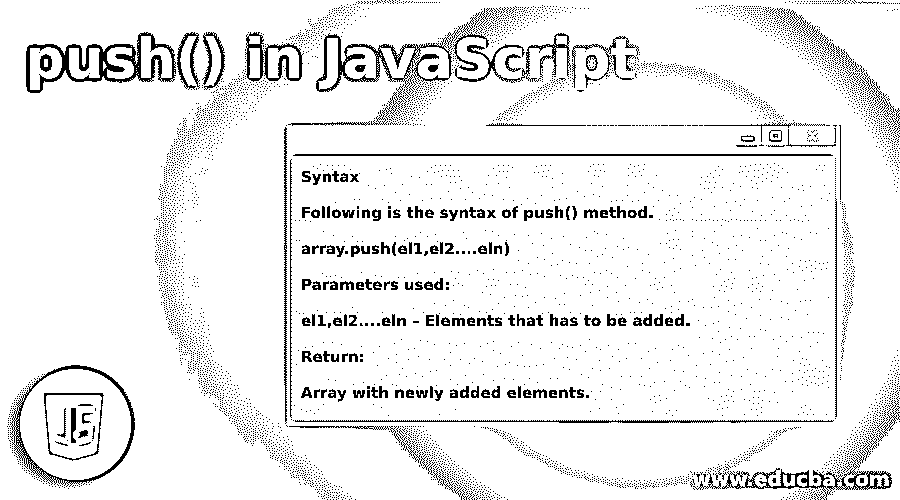 push() in JavaScript
Syntax
Following is the syntax of push() method.
array.push(el1,el2....eln)
Parameters used:
el1,el2....eln – Elements that has to be added.
Return:
Array with newly added elements.
JS
www.educba.com